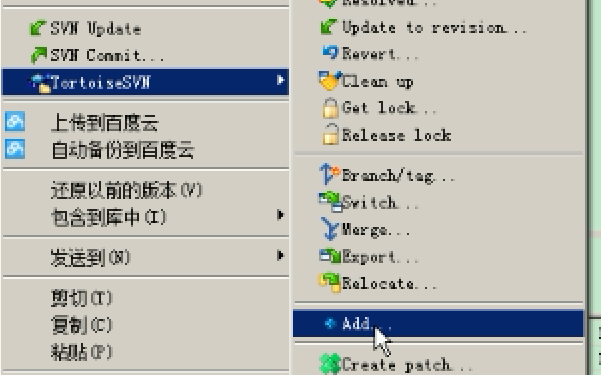 SVN Update
SVN Commit...
TortoiseSVN
上传到百度云
自动备份到百度云
还原以前的版本(V)
包含到库中(I)
发送到(N)
剪切(T)
复制(C)
粘贴(P)
Resolved...
Update to revision...
Revert...
Clean up
Get lock...
Release lock
Branch/tag...
Switch...
Merge...
Export...
Relocate...
Add...
Create patch...